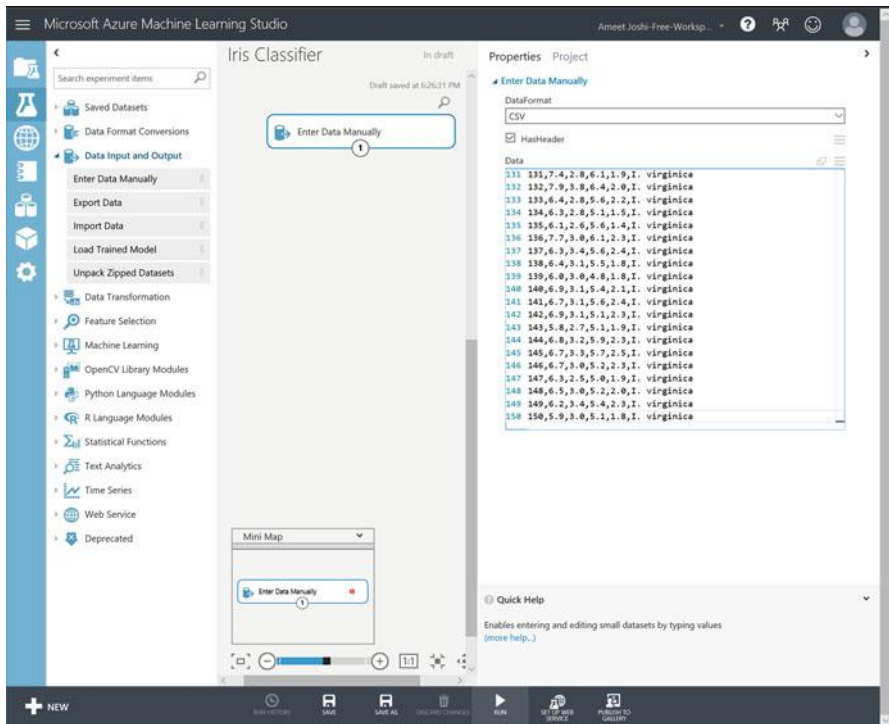 Microsoft Azure Machine Learning Studio
Ameet Joshi-Free-Worksp...
?
Search experiment items
Saved Datasets
Data Format Conversions
Data Input and Output
Enter Data Manually
Export Data
Import Data
Load Trained Model
Unpack Zipped Datasets
Data Transformation
Feature Selection
Machine Learning
OpenCV Library Modules
Python Language Modules
R Language Modules
Statistical Functions
Text Analytics
Time Series
Web Service
Deprecated
Iris Classifier
In draft
Draft saved at 6:26:21 PM
Enter Data Manually
1
Mini Map
Enter Data Manually
1
1:1
Properties Project
Enter Data Manually
DataFormat
CSV
HasHeader
Data
131 131,7.4,2.8,6.1,1.9,I. virginica
132 132,7.9,3.8,6.4,2.0,I. virginica
133 133,6.4,2.8,5.6,2.2,I. virginica
134 134,6.3,2.8,5.1,1.5,I. virginica
135 135,6.1,2.6,5.6,1.4,I. virginica
136 136,7.7,3.0,6.1,2.3,I. virginica
137 137,6.3,3.4,5.6,2.4,I. virginica
138 138,6.4,3.1,5.5,1.8,I. virginica
139 139,6.0,3.0,4.8,1.8,I. virginica
140 140,6.9,3.1,5.4,2.1,I. virginica
141 141,6.7,3.1,5.6,2.4,I. virginica
142 142,6.9,3.1,5.1,2.3,I. virginica
143 143,5.8,2.7,5.1,1.9,I. virginica
144 144,6.8,3.2,5.9,2.3,I. virginica
145 145,6.7,3.3,5.7,2.5,I. virginica
146 146,6.7,3.0,5.2,2.3,I. virginica
147 147,6.3,2.5,5.0,1.9,I. virginica
148 148,6.5,3.0,5.2,2.0,I. virginica
149 149,6.2,3.4,5.4,2.3,I. virginica
150 150,5.9,3.0,5.1,1.8,I. virginica
Quick Help
Enables entering and editing small datasets by typing values
(more help...)
NEW
RUN HISTORY
SAVE
SAVE AS
DISCARD CHANGES
RUN
SET UP WEB
SERVICE
PUBLISH TO
GALLERY